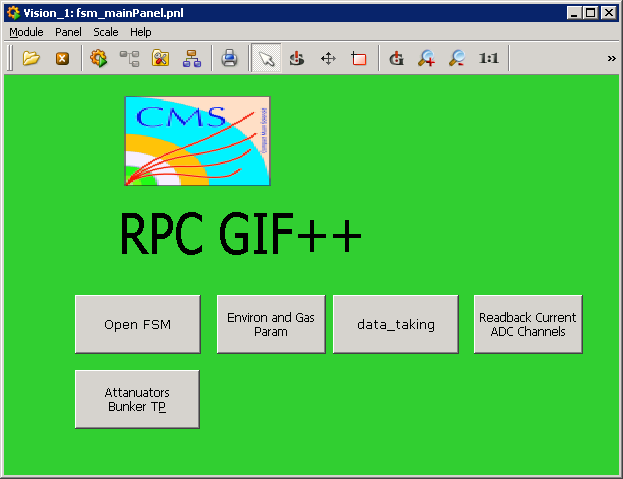 Vision_1: fsm_mainPanel.pnl
Module Panel Scale Help
1:1
»
CMS
RPC GIF++
Open FSM
Environ and Gas
Param
data_taking
Readback Current
ADC Channels
Attanuators
Bunker TP